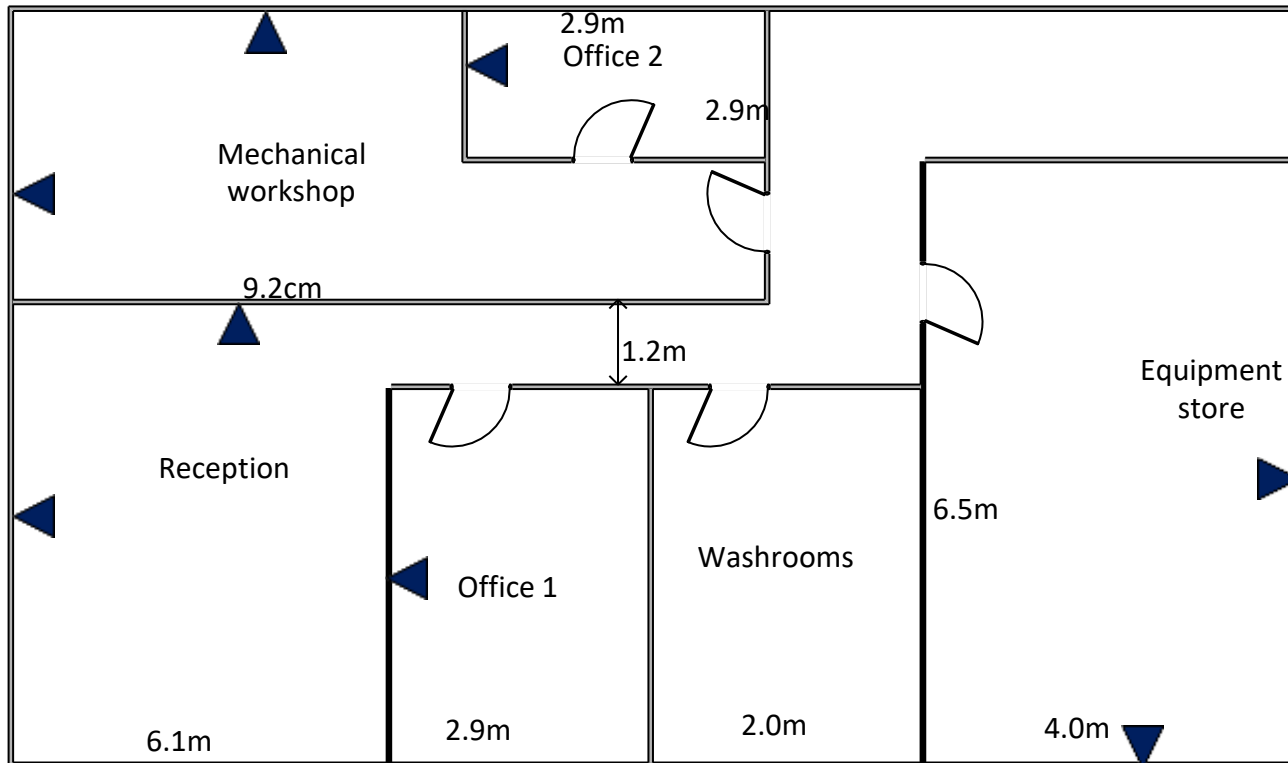 2.9m
Office 2
2.9m
Mechanical
workshop
9.2cm
1.2m
Equipment
store
Reception
6.5m
Washrooms
Office 1
6.1m
2.9m
2.0m
4.0m